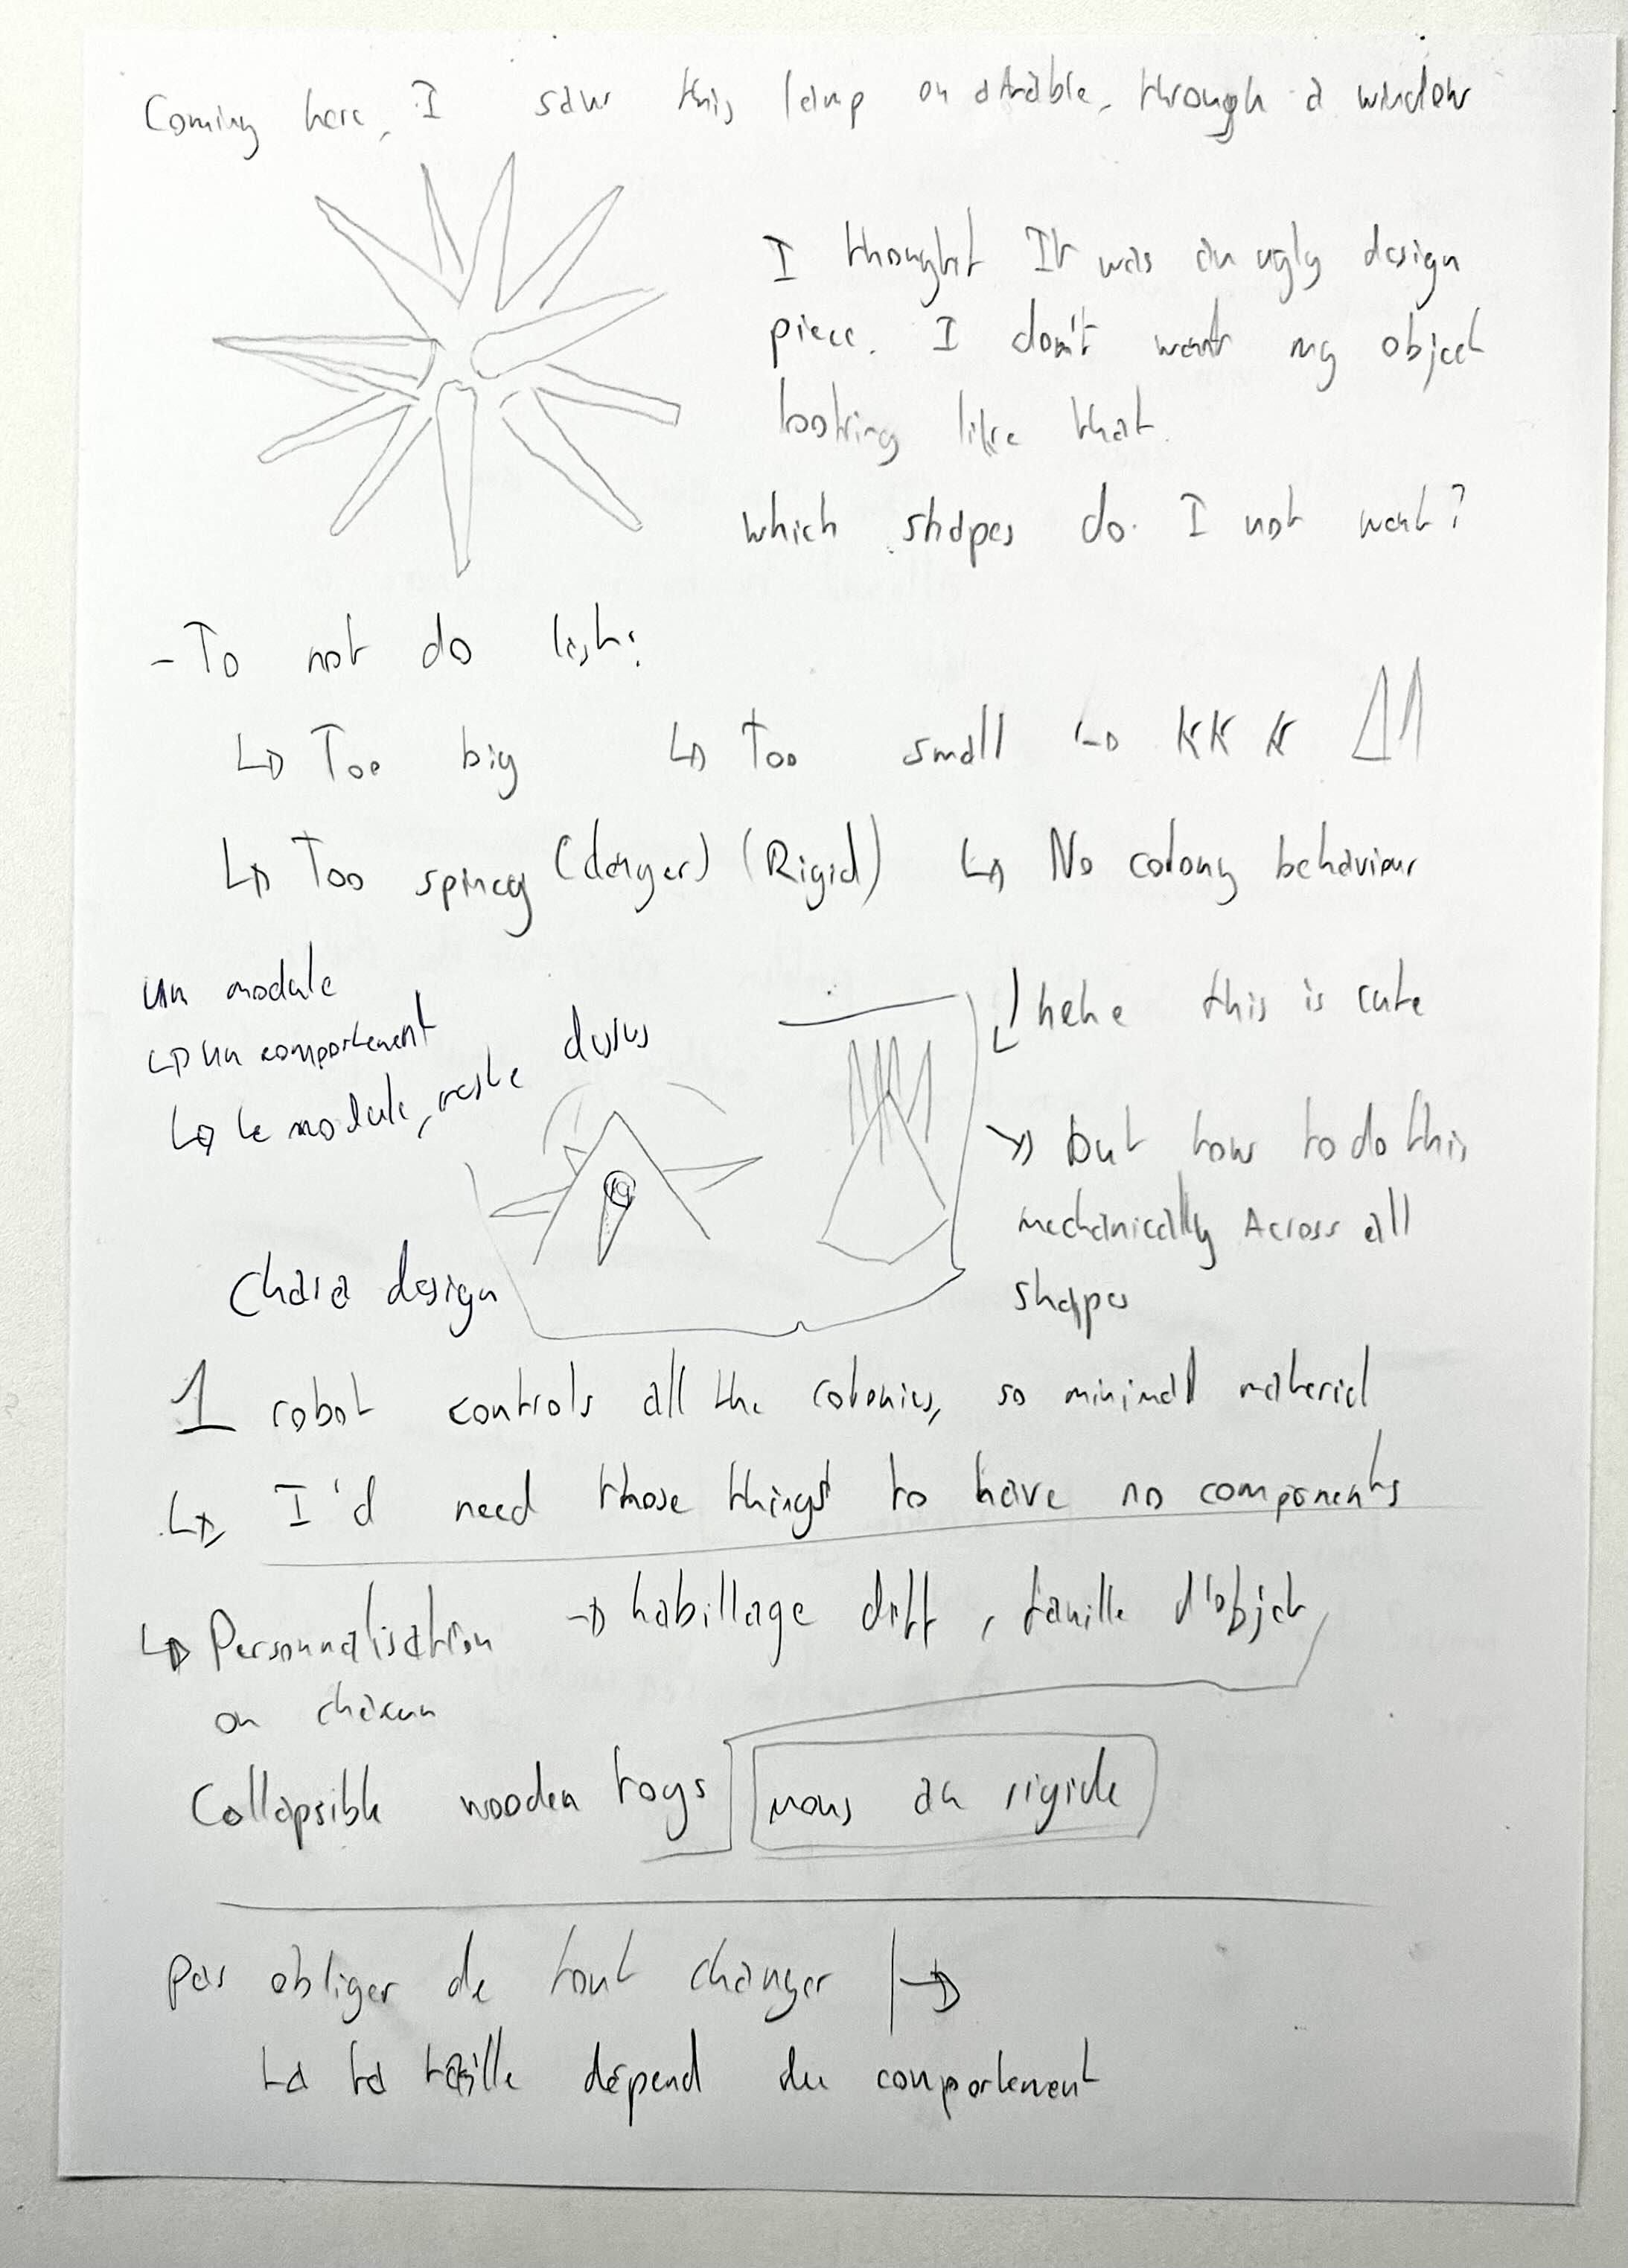 Coming here, I saw this lamp on a table, through a window
I thought It was an ugly design
piece. I don't want my object
looking like that.
which shapes do I not want?
- To not do list:
↳ Too big ↳ Too small ↳ KKK
↳ Too spincy (danger) (Rigid) ↳ No colony behaviour
un module
↳ un comportement
↳ le module, reste dessus
hehe this is cute
→ but how to do this
mechanically Across all
shapes
Chara design
1 robot controls all the colonies, so minimal material
↳ I'd need those things to have no components
↳ Personnalisation → habillage diff, famille d'objet
on chacun
Collapsible wooden toys
mous au rigide
pas obliger de tout changer |→
↳ la taille dépend du comportement